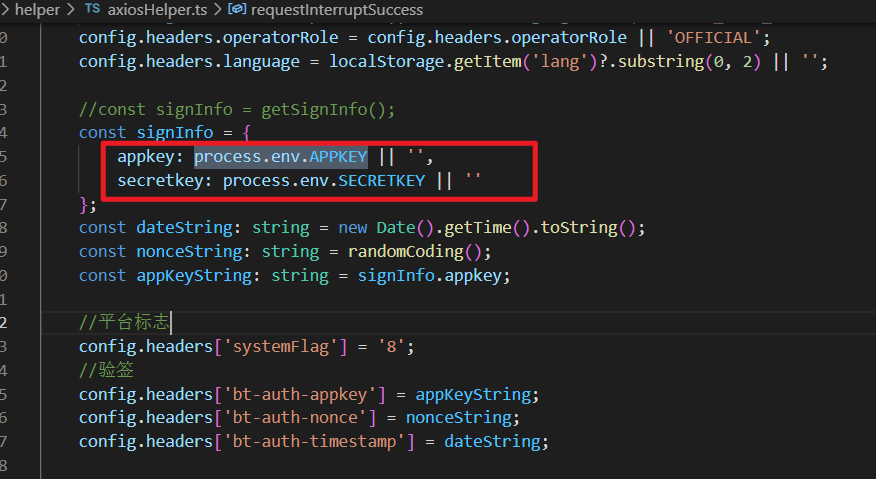 helper > TS axiosHelper.ts > requestInterruptSuccess
0 config.headers.operatorRole = config.headers.operatorRole || 'OFFICIAL';
1 config.headers.language = localStorage.getItem('lang')?.substring(0, 2) || '';
2
3 //const signInfo = getSignInfo();
4 const signInfo = {
5 appkey: process.env.APPKEY || '',
6 secretkey: process.env.SECRETKEY || ''
7 };
8 const dateString: string = new Date().getTime().toString();
9 const nonceString: string = randomCoding();
0 const appKeyString: string = signInfo.appkey;
1
2 //平台标志
3 config.headers['systemFlag'] = '8';
4 //验签
5 config.headers['bt-auth-appkey'] = appKeyString;
6 config.headers['bt-auth-nonce'] = nonceString;
7 config.headers['bt-auth-timestamp'] = dateString;
8